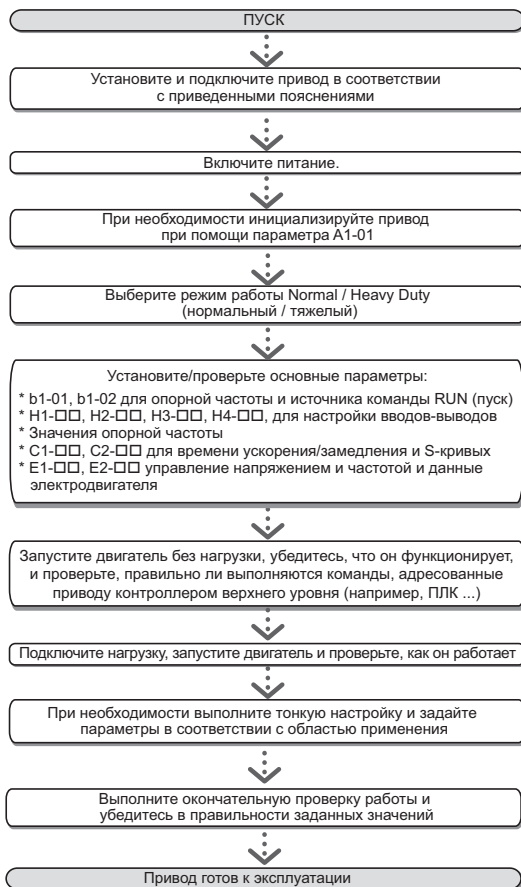 ПУСК
Установите и подключите привод в соответствии
с приведенными пояснениями
Включите питание.
При необходимости инициализируйте привод
при помощи параметра A1-01
Выберите режим работы Normal / Heavy Duty
(нормальный / тяжелый)
Установите/проверьте основные параметры:
* b1-01, b1-02 для опорной частоты и источника команды RUN (пуск)
* H1-□□, H2-□□, H3-□□, H4-□□, для настройки вводов-выводов
* Значения опорной частоты
* C1-□□, C2-□□ для времени ускорения/замедления и S-кривых
* E1-□□, E2-□□ управление напряжением и частотой и данные
электродвигателя
Запустите двигатель без нагрузки, убедитесь, что он функционирует,
и проверьте, правильно ли выполняются команды, адресованные
приводу контроллером верхнего уровня (например, ПЛК ...)
Подключите нагрузку, запустите двигатель и проверьте, как он работает
При необходимости выполните тонкую настройку и задайте
параметры в соответствии с областью применения
Выполните окончательную проверку работы и
убедитесь в правильности заданных значений
Привод готов к эксплуатации